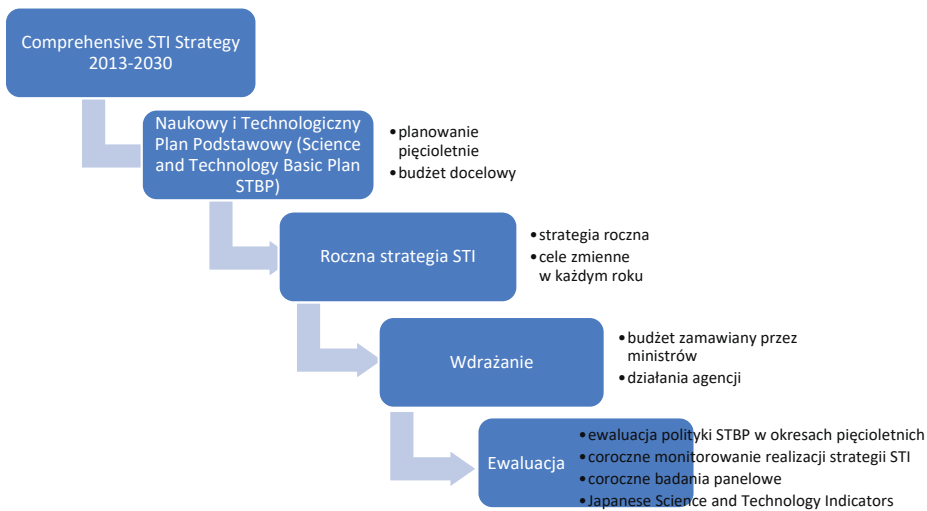 Comprehensive STI Strategy
2013-2030
Naukowy i Technologiczny
Plan Podstawowy (Science
and Technology Basic Plan
STBP)
•planowanie
pięcioletnie
•budżet docelowy
Roczna strategia STI
•strategia roczna
•cele zmienne
w każdym roku
Wdrażanie
•budżet zamawiany przez
ministrów
•działania agencji
Ewaluacja
•ewaluacja polityki STBP w okresach pięcioletnich
•coroczne monitorowanie realizacji strategii STI
•coroczne badania panelowe
•Japanese Science and Technology Indicators